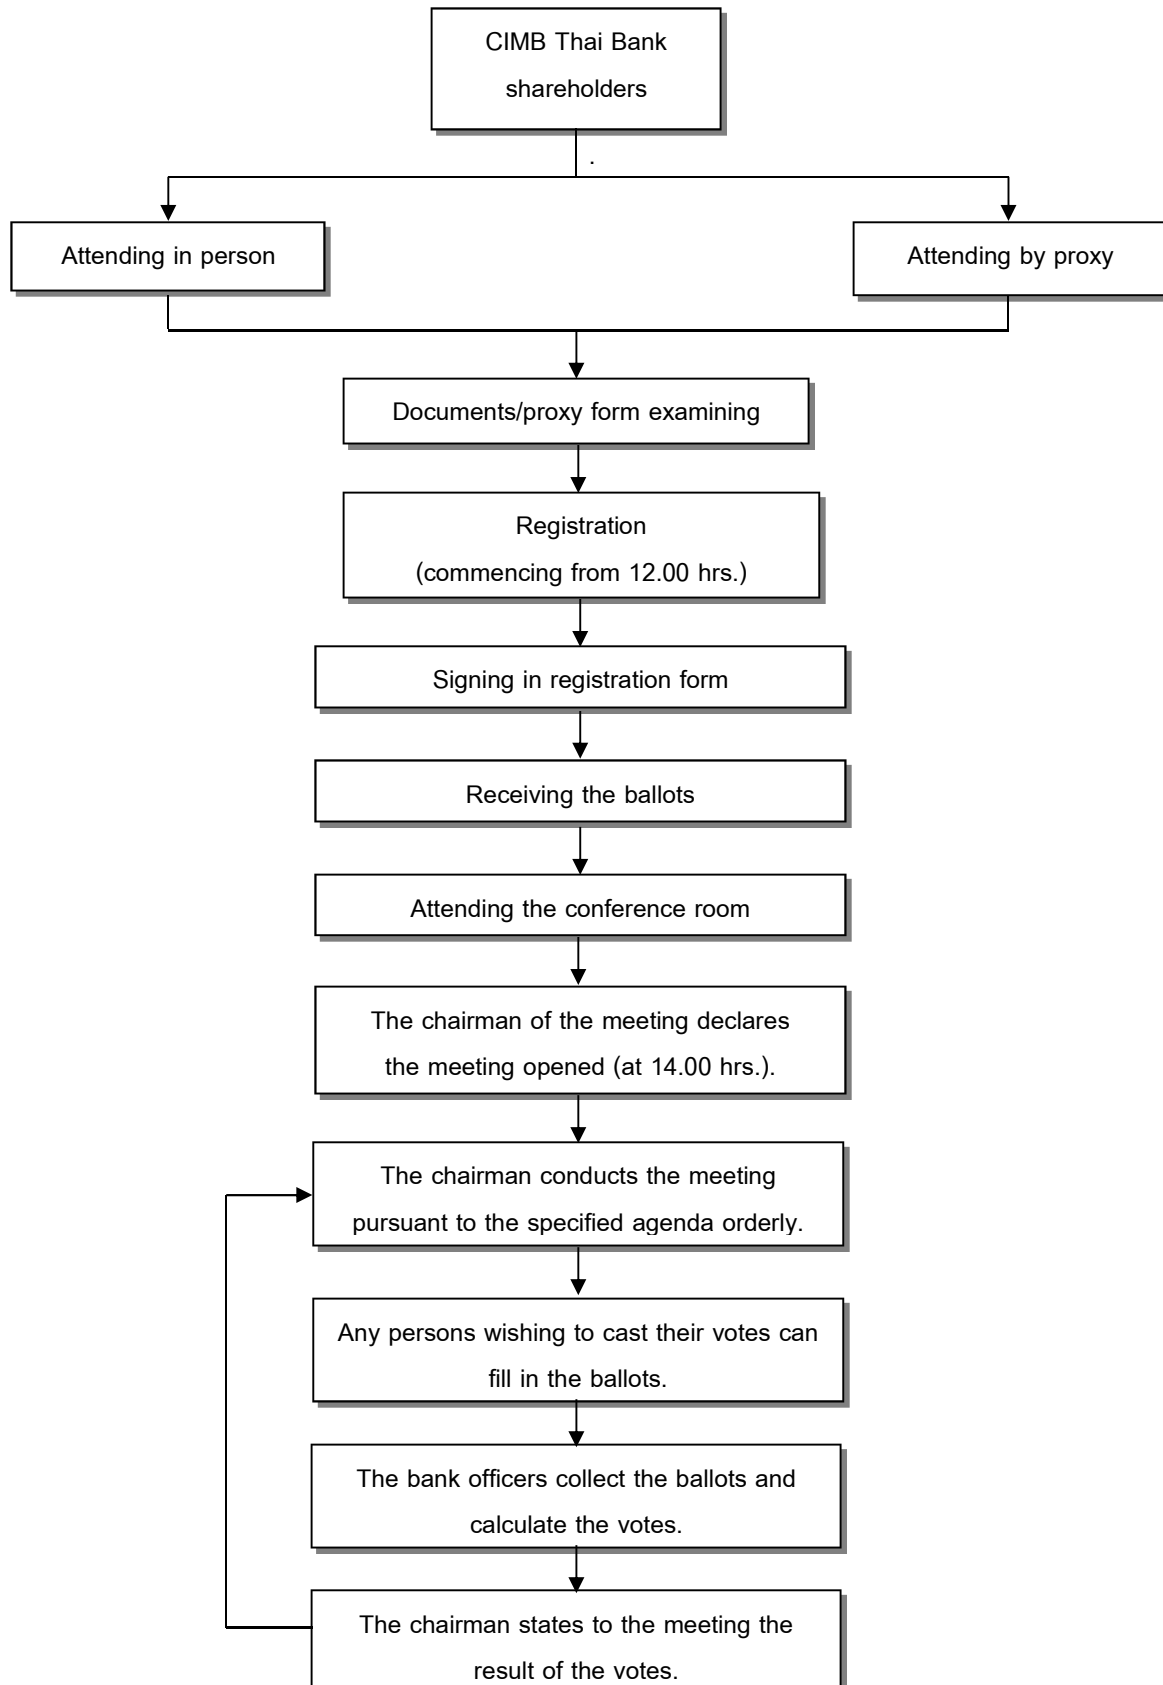 CIMB Thai Bank
shareholders
.
Attending in person
Attending by proxy
Documents/proxy form examining
Registration
(commencing from 12.00 hrs.)
Signing in registration form
Receiving the ballots
Attending the conference room
The chairman of the meeting declares
the meeting opened (at 14.00 hrs.).
The chairman conducts the meeting
pursuant to the specified agenda orderly.
Any persons wishing to cast their votes can
fill in the ballots.
The bank officers collect the ballots and
calculate the votes.
The chairman states to the meeting the
result of the votes.